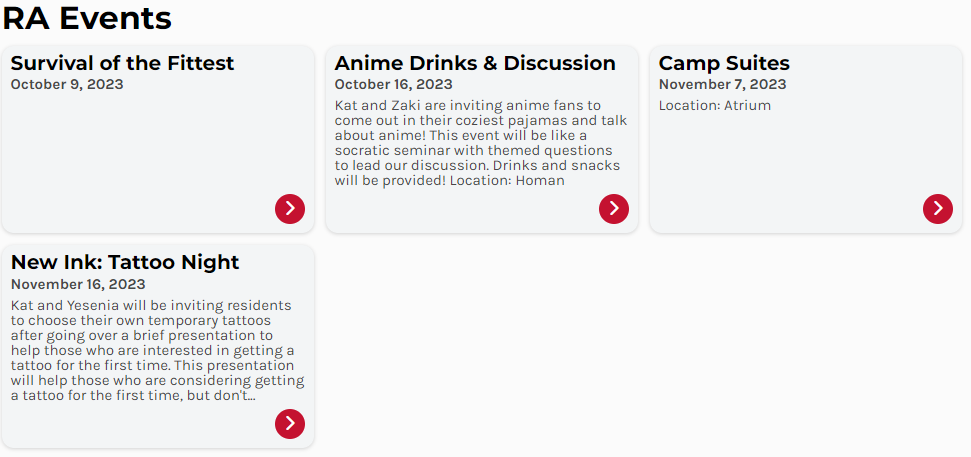 RA Events
Survival of the Fittest
October 9, 2023
Anime Drinks & Discussion
October 16, 2023
Kat and Zaki are inviting anime fans to
come out in their coziest pajamas and talk
about anime! This event will be like a
socratic seminar with themed questions
to lead our discussion. Drinks and snacks
will be provided! Location: Homan
Camp Suites
November 7, 2023
Location: Atrium
New Ink: Tattoo Night
November 16, 2023
Kat and Yesenia will be inviting residents
to choose their own temporary tattoos
after going over a brief presentation to
help those who are interested in getting a
tattoo for the first time. This presentation
will help those who are considering getting
a tattoo for the first time, but don't...